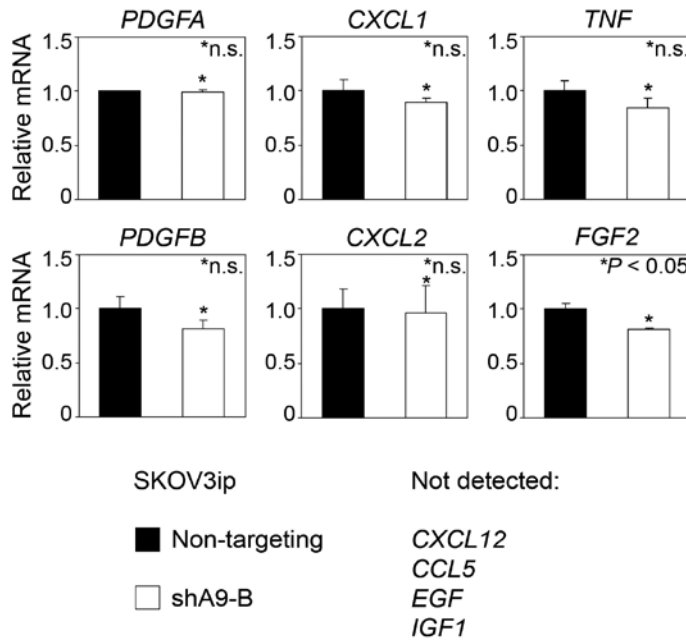 PDGFA
Relative mRNA
1.5
1.0
0.5
0
*n.s.
*
CXCL1
1.5
1.0
0.5
0
*n.s.
*
TNF
1.5
1.0
0.5
0
*n.s.
*
PDGFB
Relative mRNA
1.5
1.0
0.5
0
*n.s.
*
CXCL2
1.5
1.0
0.5
0
*n.s.
*
FGF2
1.5
1.0
0.5
0
*P < 0.05
*
SKOV3ip
Non-targeting
shA9-B
Not detected:
CXCL12
CCL5
EGF
IGF1